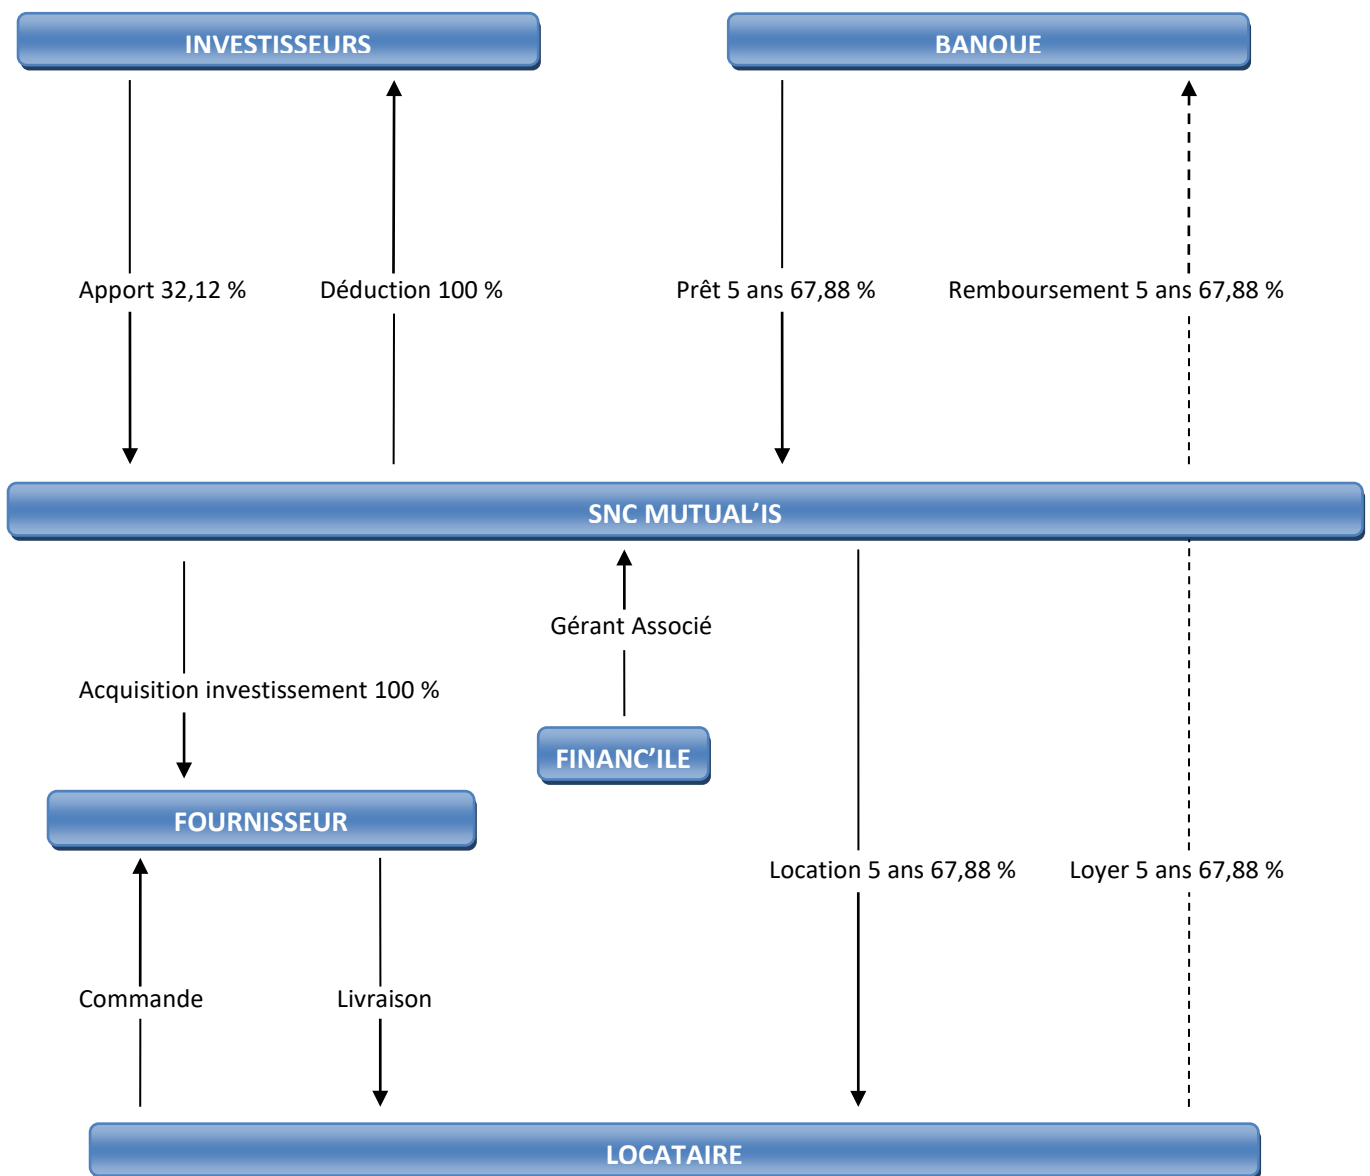 INVESTISSEURS
BANQUE
Apport 32,12 %
Déduction 100 %
Prêt 5 ans 67,88 %
Remboursement 5 ans 67,88 %
SNC MUTUAL’IS
Gérant Associé
Acquisition investissement 100 %
FINANC’ILE
FOURNISSEUR
Location 5 ans 67,88 %
Loyer 5 ans 67,88 %
Commande
Livraison
LOCATAIRE